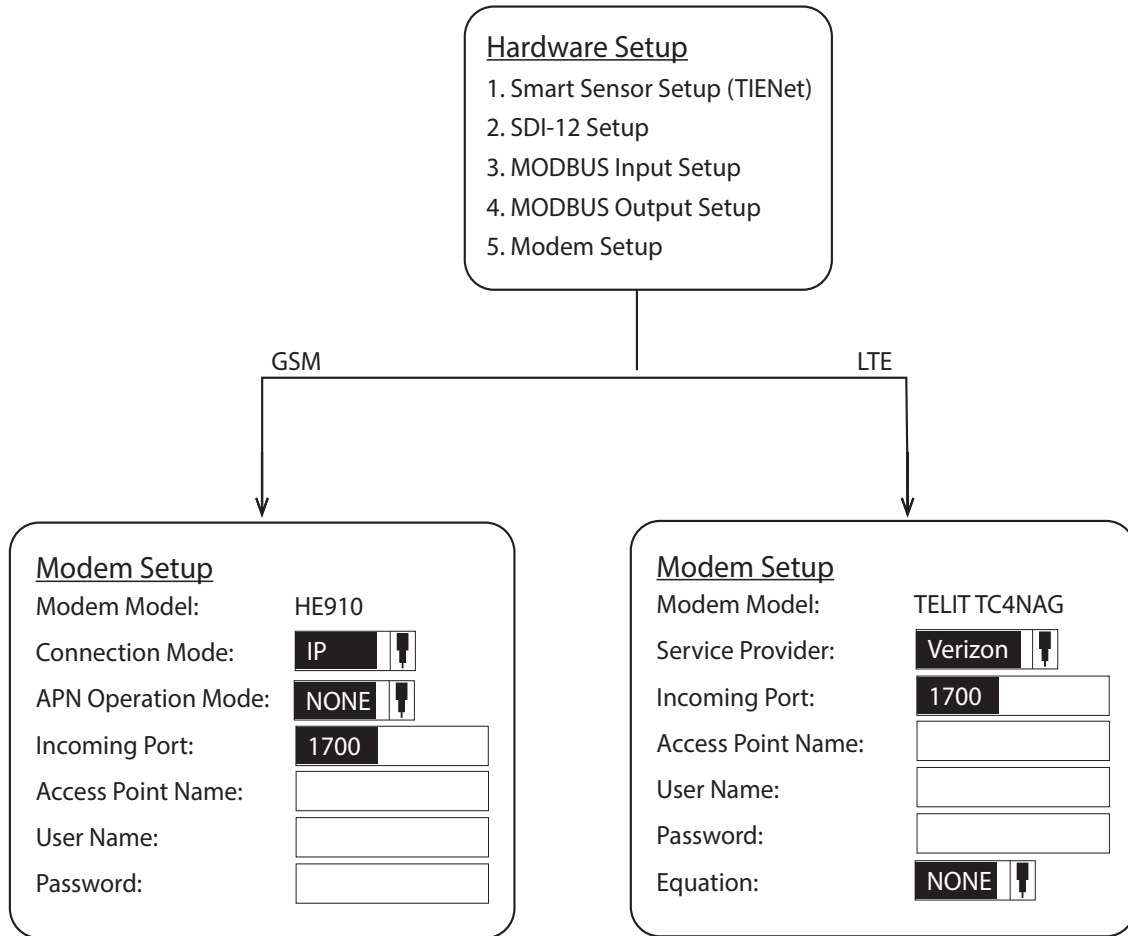 Hardware Setup
1. Smart Sensor Setup (TIENet)
2. SDI-12 Setup
3. MODBUS Input Setup
4. MODBUS Output Setup
5. Modem Setup
GSM
LTE
Modem Setup
Modem Model: HE910
Connection Mode: IP
APN Operation Mode: NONE
Incoming Port: 1700
Access Point Name:
User Name:
Password:
Modem Setup
Modem Model: TELIT TC4NAG
Service Provider: Verizon
Incoming Port: 1700
Access Point Name:
User Name:
Password:
Equation: NONE